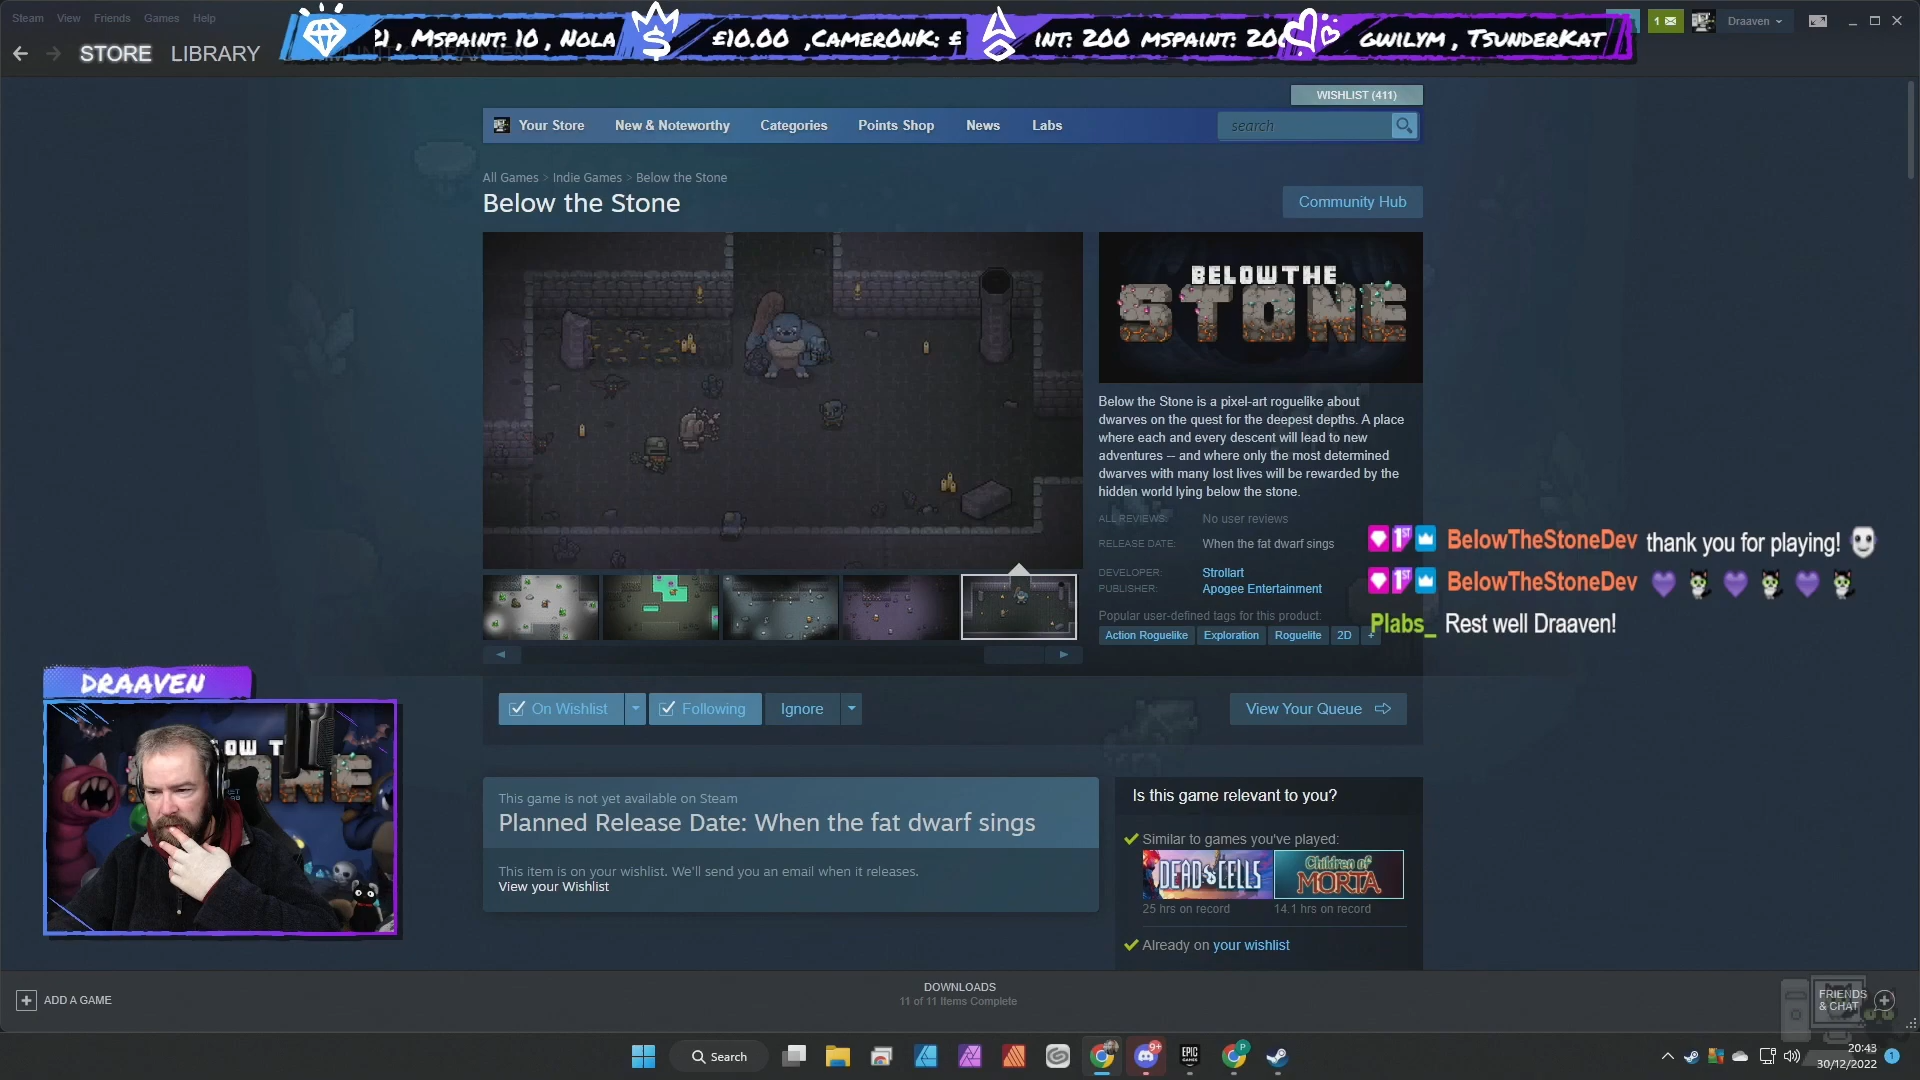 Steam View Friends Games Help
21 , Mspaint: 10 , Nola
£10.00 ,CamerOnK: £
int: 200 mspaint: 200
gwilym , TsunderKat
1
Draaven
STORE LIBRARY
WISHLIST (411)
Your Store New & Noteworthy Categories Points Shop News Labs
search
All Games > Indie Games > Below the Stone
Below the Stone
Community Hub
BELOW THE
STONE
Below the Stone is a pixel-art roguelike about
dwarves on the quest for the deepest depths. A place
where each and every descent will lead to new
adventures -- and where only the most determined
dwarves with many lost lives will be rewarded by the
hidden world lying below the stone.
ALL REVIEWS: No user reviews
RELEASE DATE: When the fat dwarf sings
DEVELOPER: Strollart
PUBLISHER: Apogee Entertainment
Popular user-defined tags for this product:
Action Roguelike Exploration Roguelite 2D +
1ST BelowTheStoneDev thank you for playing!
1ST BelowTheStoneDev
Plabs_ Rest well Draaven!
On Wishlist Following Ignore
View Your Queue
DRAAVEN
OW T
NE
This game is not yet available on Steam
Planned Release Date: When the fat dwarf sings
This item is on your wishlist. We'll send you an email when it releases.
View your Wishlist
Is this game relevant to you?
Similar to games you've played:
DEAD CELLS
Children of
MORTA
25 hrs on record 14.1 hrs on record
Already on your wishlist
ADD A GAME
DOWNLOADS
11 of 11 Items Complete
FRIENDS
& CHAT
Search
9+
EPIC
GAMES
P
20:43
30/12/2022
1